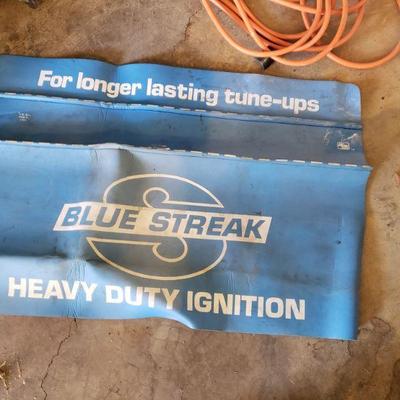 For longer lasting tune-ups
S
BLUE STREAK
HEAVY DUTY IGNITION